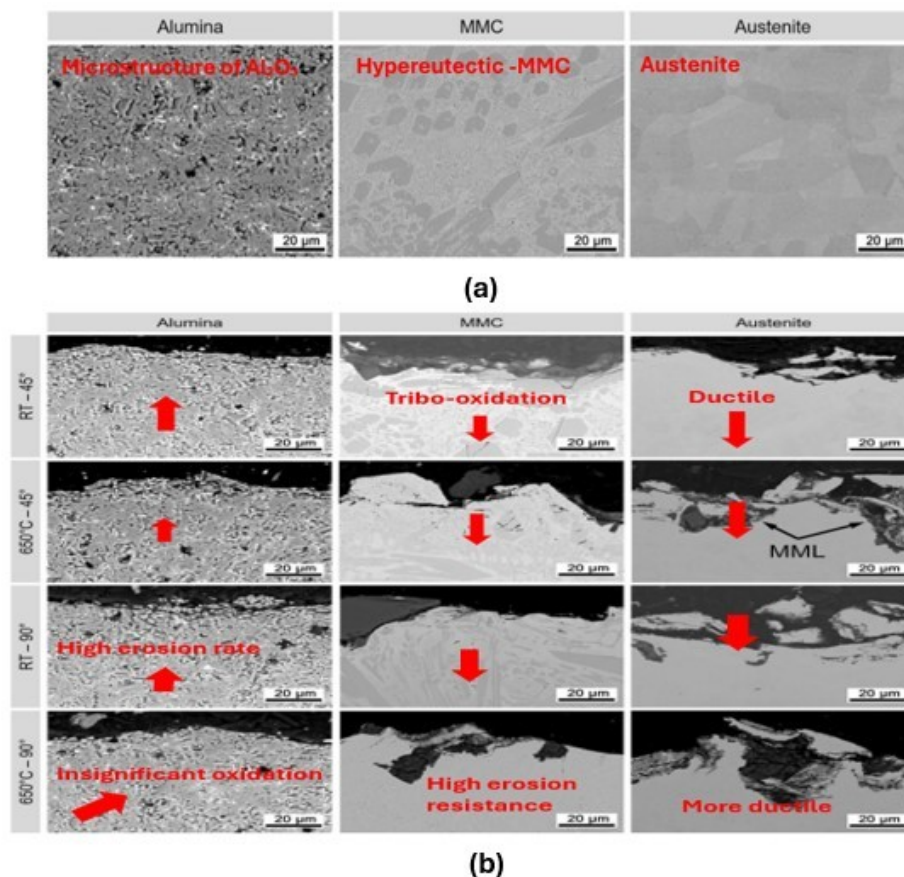 Alumina
MMC
Austenite
Microstructure of Al₂O₃
Hypereutectic -MMC
Austenite
20 µm
20 µm
20 µm
(a)
Alumina
MMC
Austenite
RT – 45°
Tribo-oxidation
Ductile
20 µm
20 µm
20 µm
650°C – 45°
MML
20 µm
20 µm
20 µm
RT – 90°
High erosion rate
20 µm
20 µm
20 µm
650°C – 90°
Insignificant oxidation
High erosion
resistance
More ductile
20 µm
20 µm
20 µm
(b)